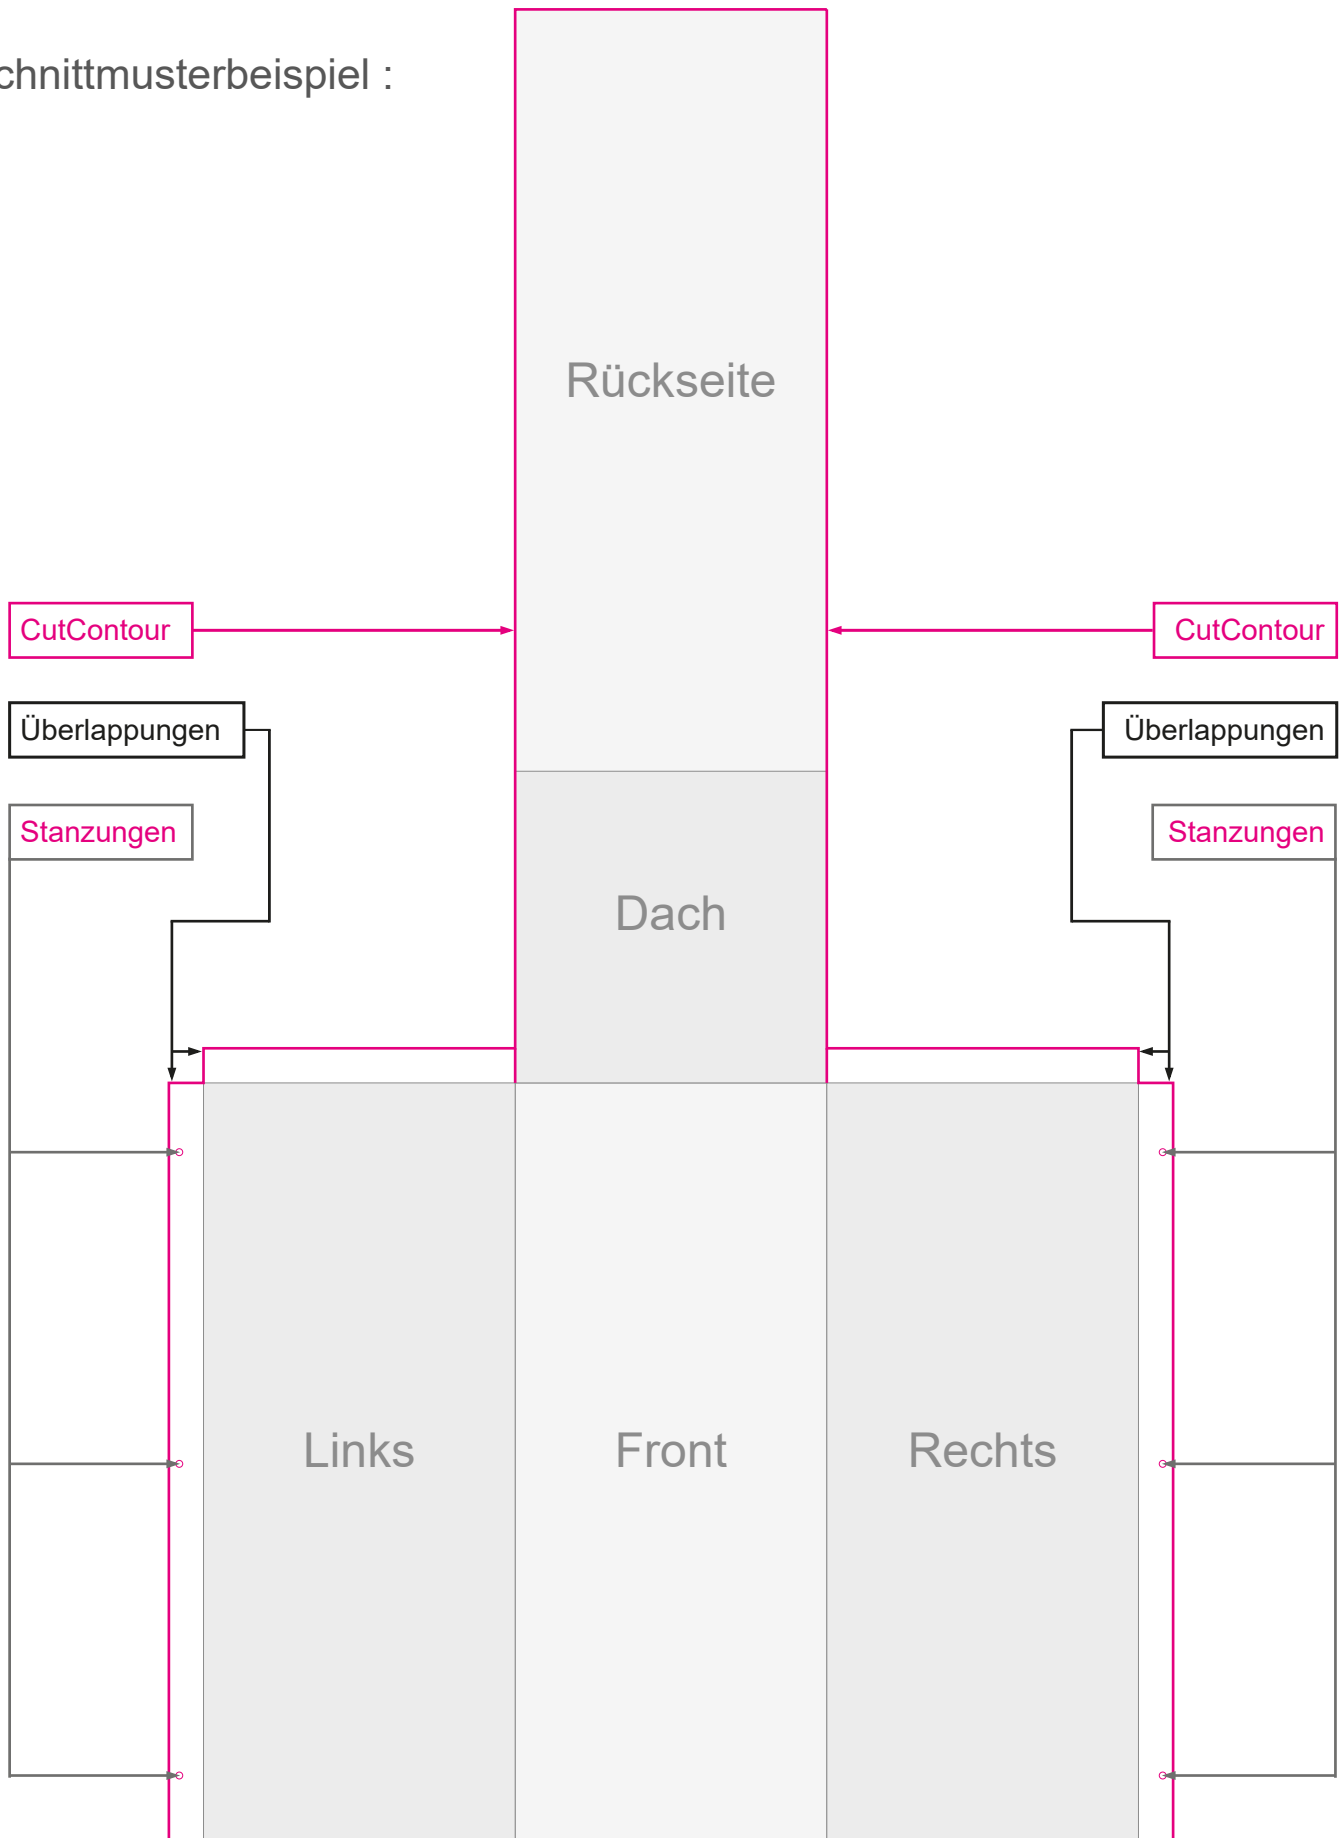 chnittmusterbeispiel :
Rückseite
CutContour
CutContour
Überlappungen
Überlappungen
Stanzungen
Stanzungen
Dach
Links
Front
Rechts